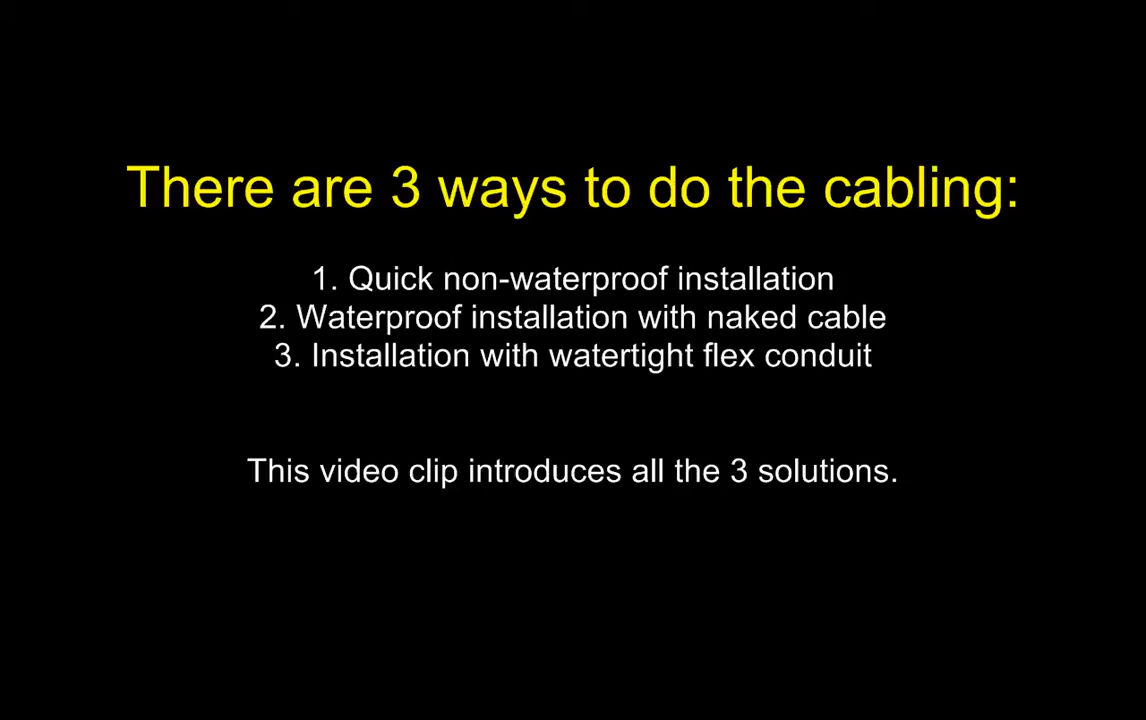 There are 3 ways to do the cabling:
1. Quick non-waterproof installation
2. Waterproof installation with naked cable
3. Installation with watertight flex conduit
This video clip introduces all the 3 solutions.